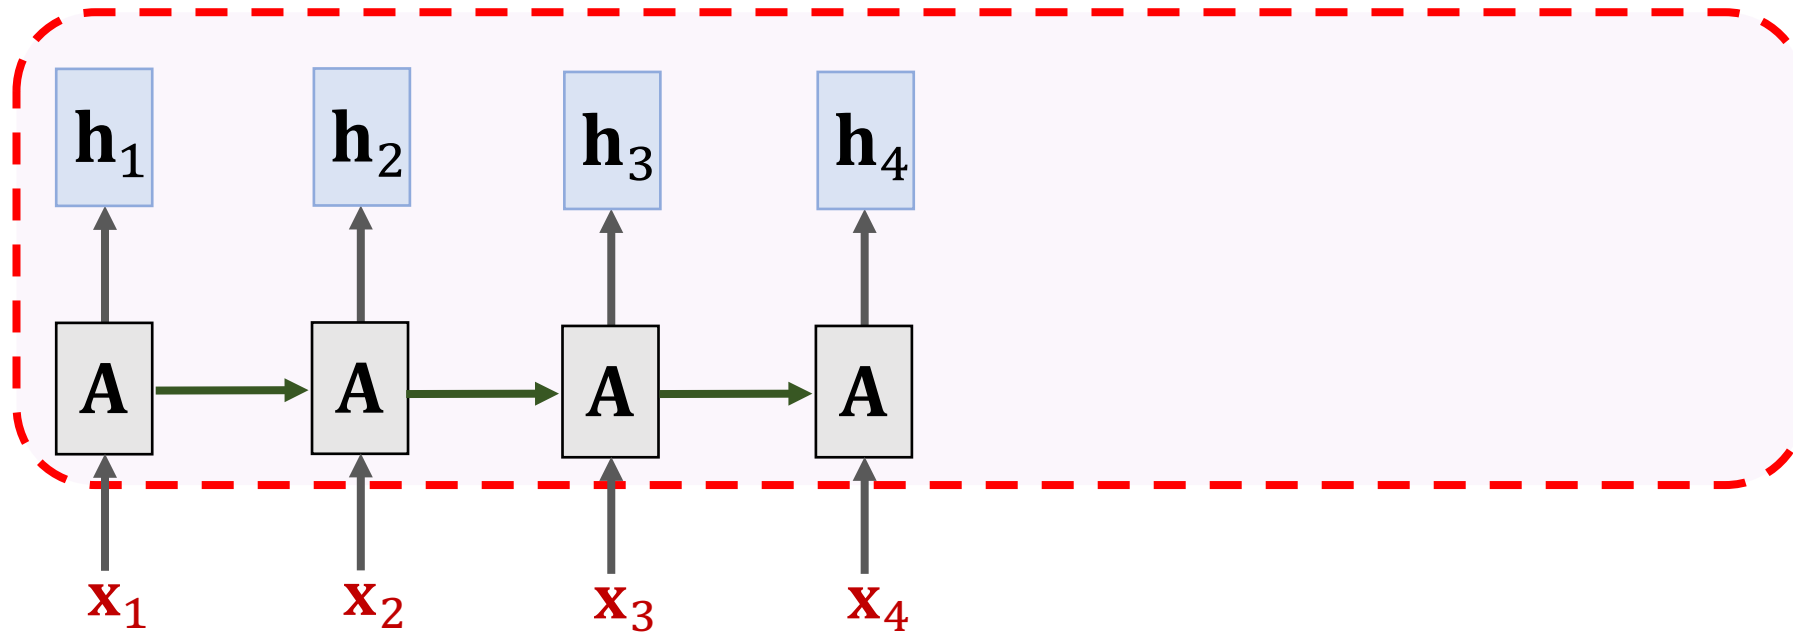 h₁ h₂ h₃ h₄
A A A A
x₁ x₂ x₃ x₄